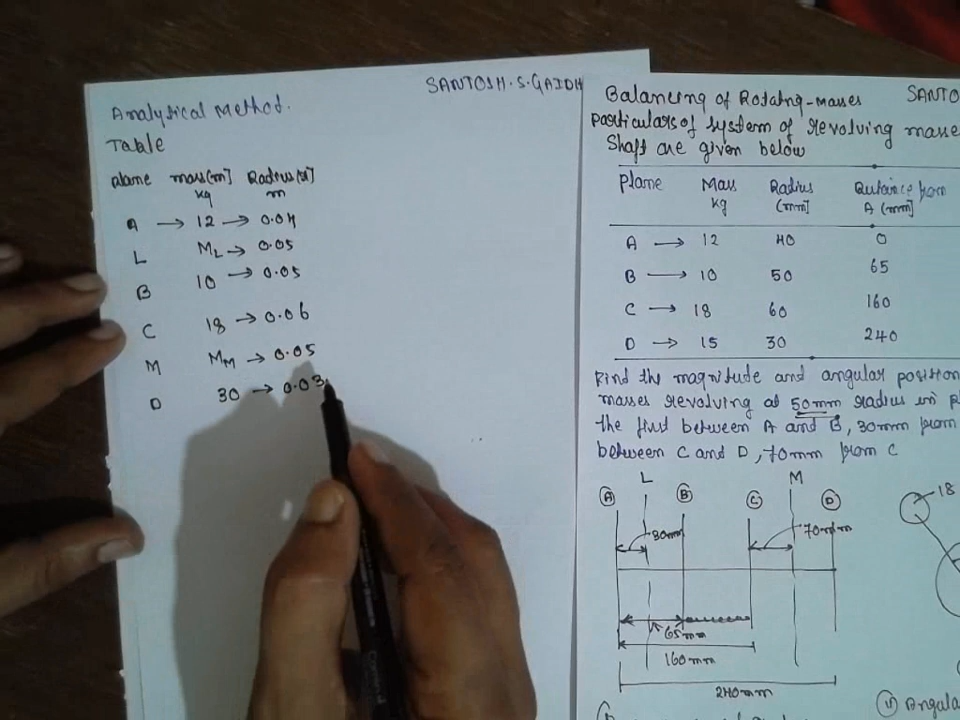 SANTOSH.S.GAIDH
Analytical Method.
Table
plane mass[m] Radius[r]
kg m
A → 12 → 0.04
L ML → 0.05
B 10 → 0.05
C 18 → 0.06
M MM → 0.05
D 30 → 0.03
Balancing of Rotating-masses SANTO
particulars of system of revolving masse
Shaft are given below
Plane Mass Radius Distance from
kg (mm) A (mm)
A → 12 40 0
B → 10 50 65
C → 18 60 160
D → 15 30 240
Find the magnitude and angular position
masses revolving at 50mm radius in p
the first between A and B, 30mm from
between C and D, 70mm from C
L M
A B C D
30mm 70mm
18
65mm
160mm
240mm
Angula